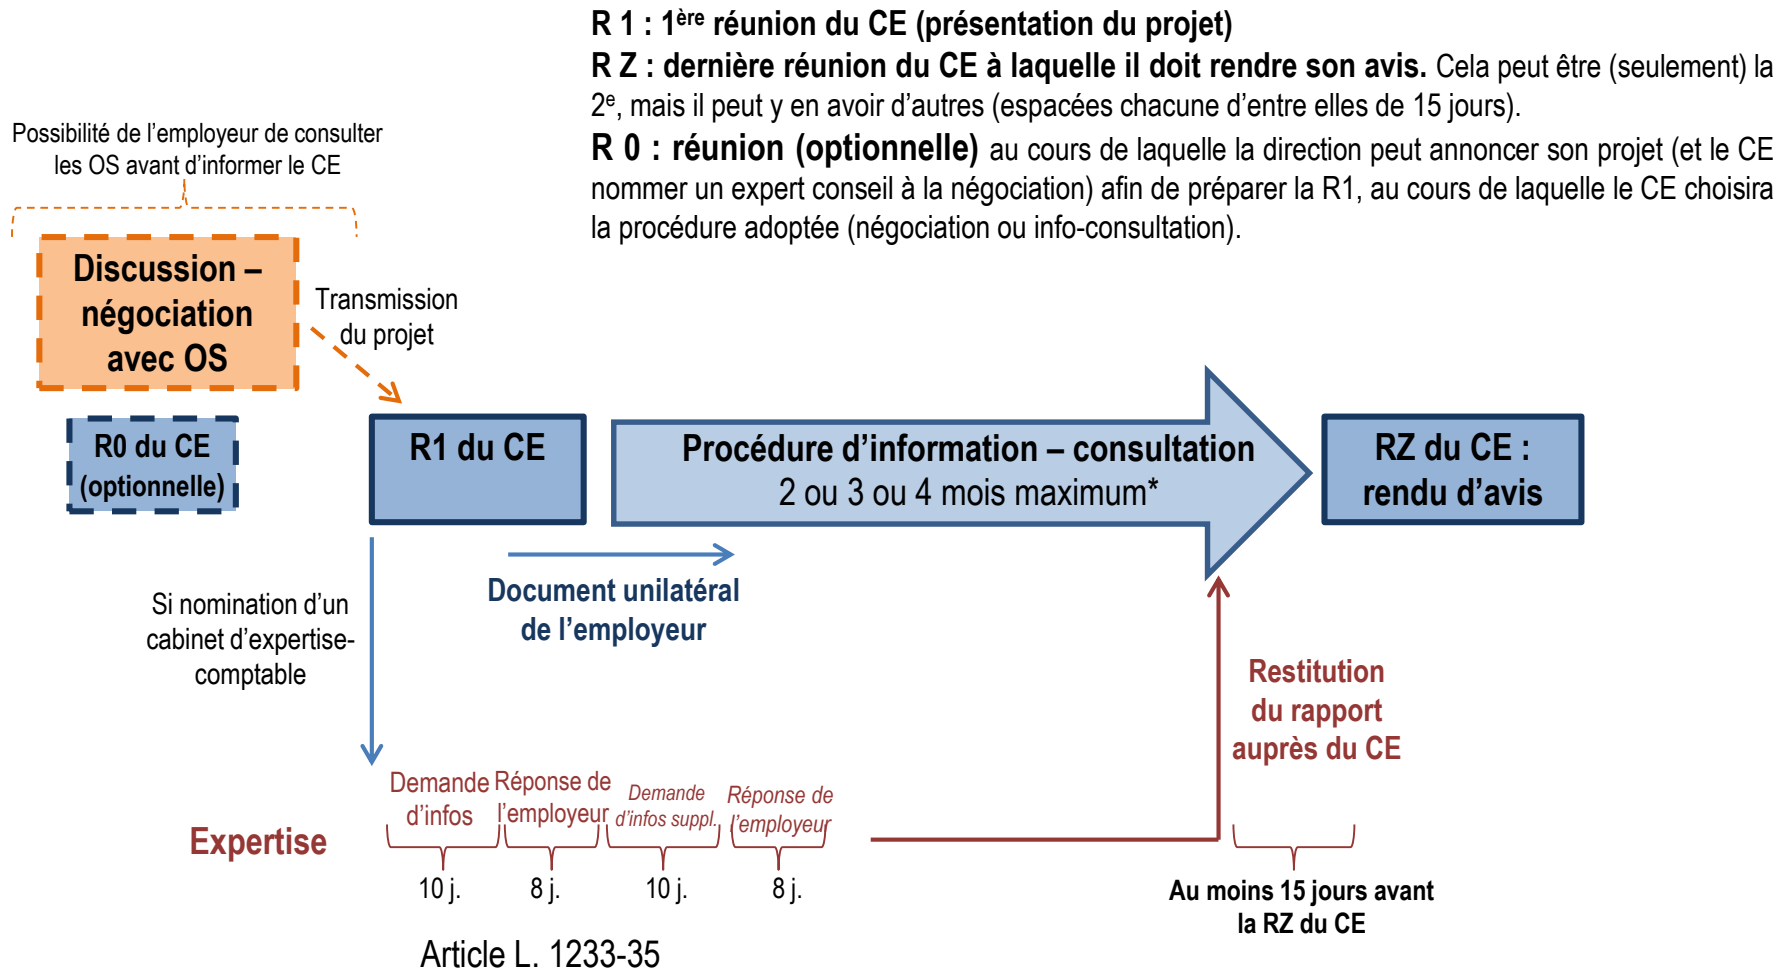 R 1 : 1ère réunion du CE (présentation du projet)
R Z : dernière réunion du CE à laquelle il doit rendre son avis. Cela peut être (seulement) la
2e, mais il peut y en avoir d’autres (espacées chacune d’entre elles de 15 jours).
R 0 : réunion (optionnelle) au cours de laquelle la direction peut annoncer son projet (et le CE
nommer un expert conseil à la négociation) afin de préparer la R1, au cours de laquelle le CE choisira
la procédure adoptée (négociation ou info-consultation).
Possibilité de l’employeur de consulter
les OS avant d’informer le CE
Discussion –
négociation
avec OS
Transmission
du projet
R0 du CE
(optionnelle)
R1 du CE
Procédure d’information – consultation
2 ou 3 ou 4 mois maximum*
RZ du CE :
rendu d’avis
Si nomination d’un
cabinet d’expertise-
comptable
Document unilatéral
de l’employeur
Restitution
du rapport
auprès du CE
Expertise
Demande
d’infos
Réponse de
l’employeur
Demande
d’infos suppl.
Réponse de
l’employeur
10 j.
8 j.
10 j.
8 j.
Au moins 15 jours avant
la RZ du CE
Article L. 1233-35